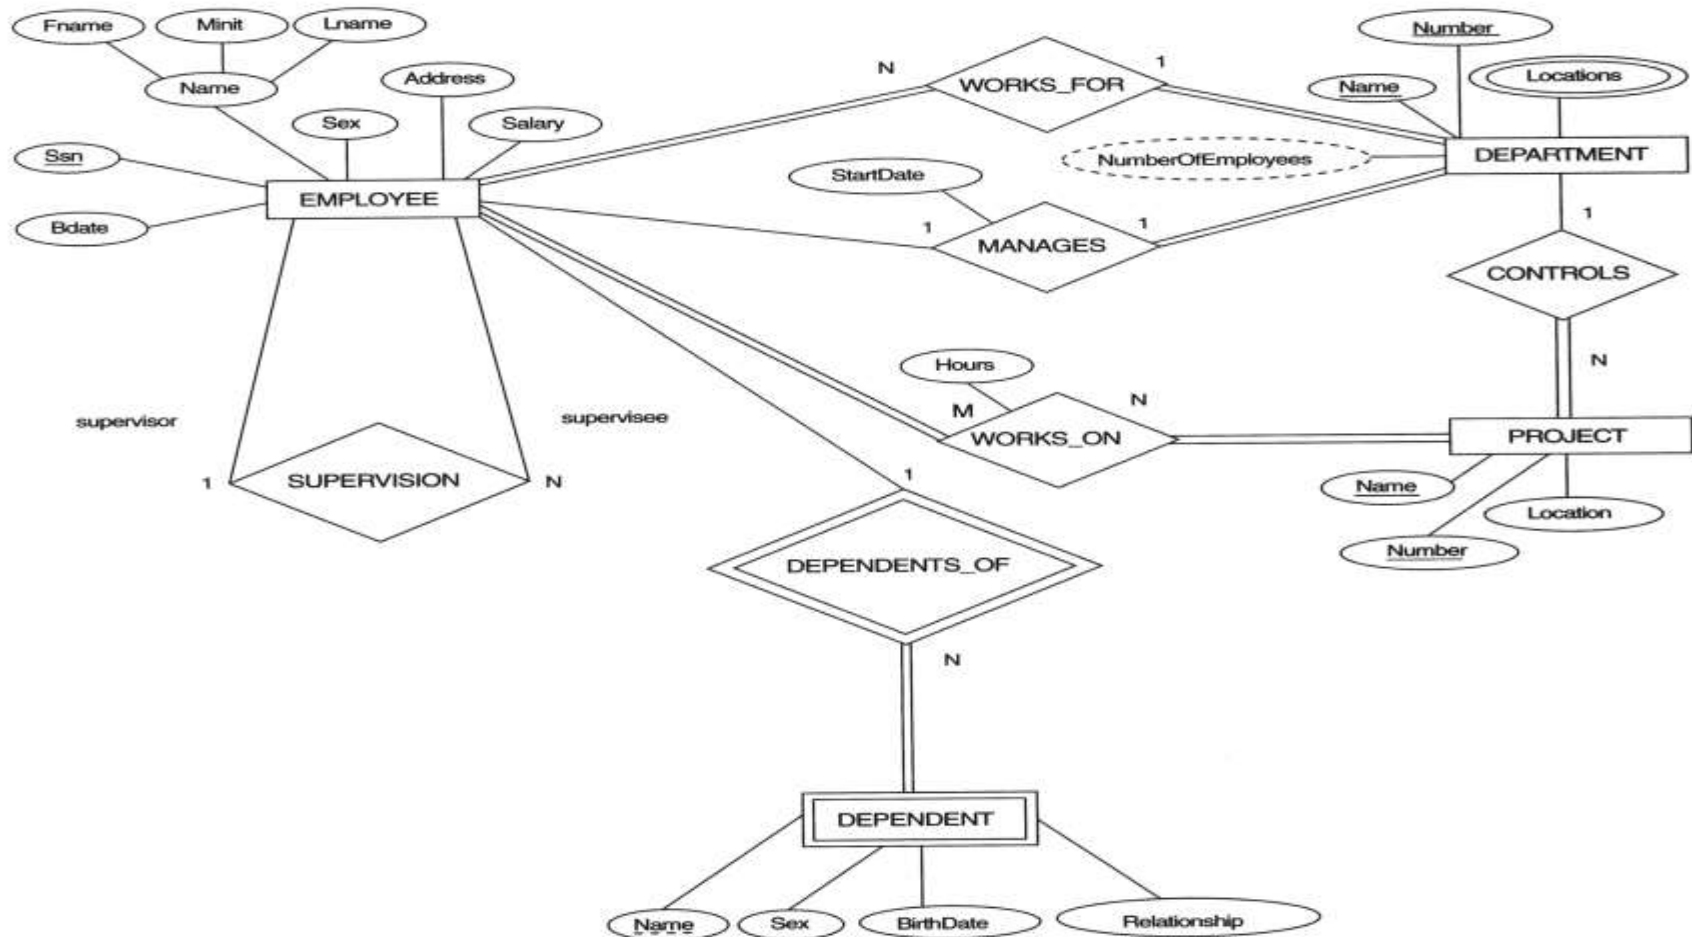 Fname
Minit
Lname
Name
Address
Sex
Salary
Ssn
EMPLOYEE
Bdate
N
WORKS_FOR
1
Number
Name
Locations
NumberOfEmployees
DEPARTMENT
StartDate
1
MANAGES
1
1
CONTROLS
N
supervisor
supervisee
1
SUPERVISION
N
Hours
M
WORKS_ON
N
PROJECT
Name
Number
Location
1
DEPENDENTS_OF
N
DEPENDENT
Name
Sex
BirthDate
Relationship